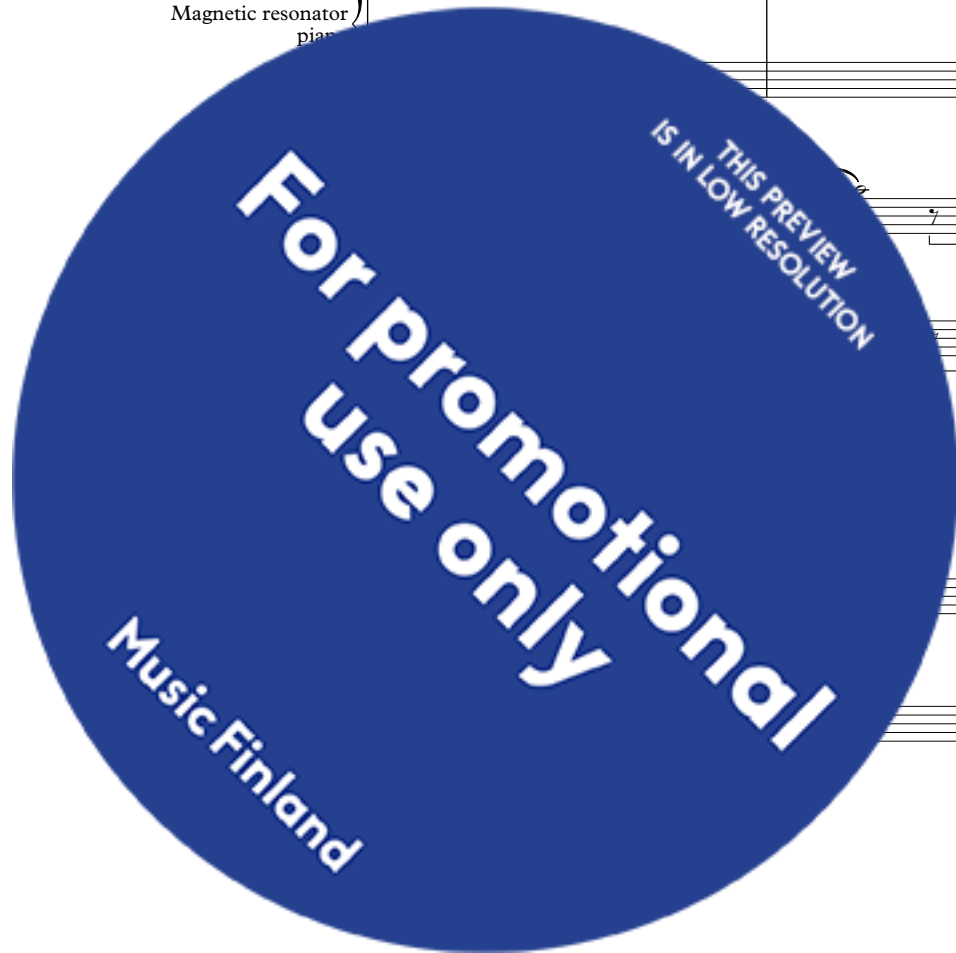 Magnetic resonator
THIS PREVIEW
IS IN LOW RESOLUTION
For promotional
use only
Music Finland